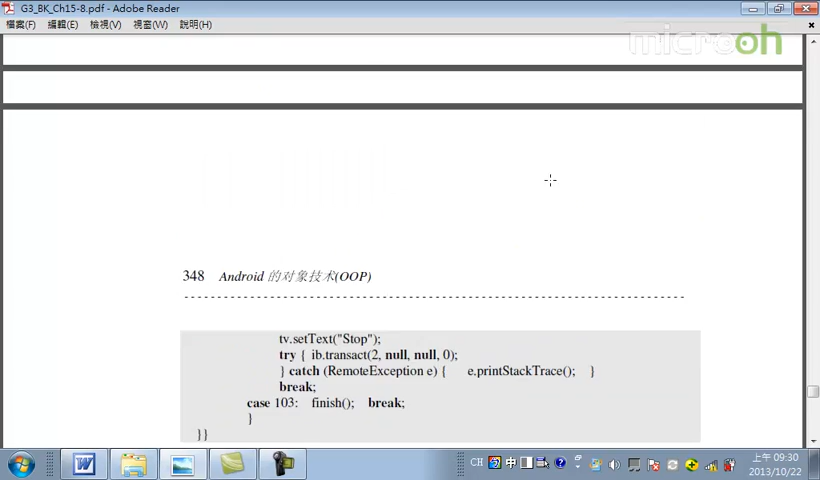 G3_BK_Ch15-8.pdf - Adobe Reader
檔案(F) 編輯(E) 檢視(V) 視窗(W) 說明(H)
microoh
348 Android 的对象技术(OOP)
tv.setText("Stop");
try { ib.transact(2, null, null, 0);
} catch (RemoteException e) { e.printStackTrace(); }
break;
case 103: finish(); break;
}
}}
CH 中
上午 09:30
2013/10/22